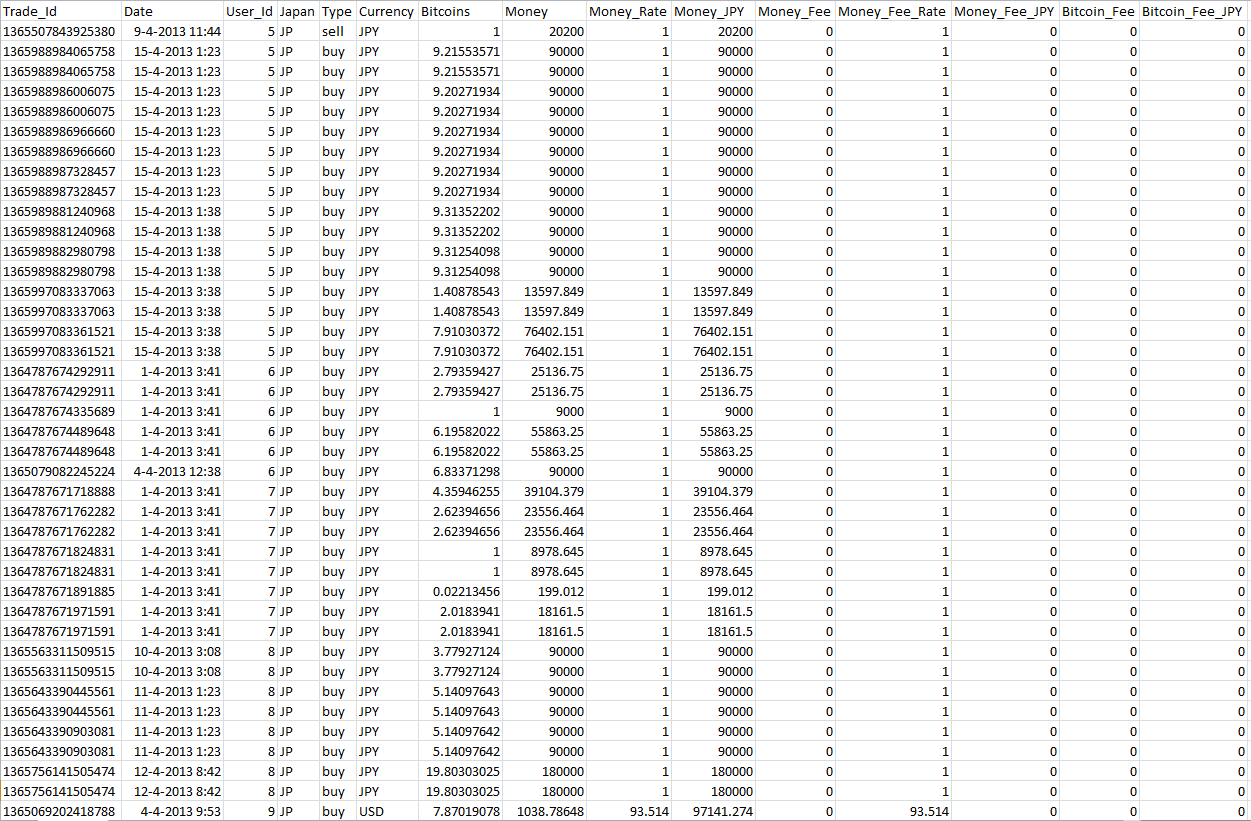 Trade_Id Date User_Id Japan Type Currency Bitcoins Money Money_Rate Money_JPY Money_Fee Money_Fee_Rate Money_Fee_JPY Bitcoin_Fee Bitcoin_Fee_JPY
1365507843925380 9-4-2013 11:44 5 JP sell JPY 1 20200 1 20200 0 1 0 0 0
1365988984065758 15-4-2013 1:23 5 JP buy JPY 9.21553571 90000 1 90000 0 1 0 0 0
1365988984065758 15-4-2013 1:23 5 JP buy JPY 9.21553571 90000 1 90000 0 1 0 0 0
1365988986006075 15-4-2013 1:23 5 JP buy JPY 9.20271934 90000 1 90000 0 1 0 0 0
1365988986006075 15-4-2013 1:23 5 JP buy JPY 9.20271934 90000 1 90000 0 1 0 0 0
1365988986966660 15-4-2013 1:23 5 JP buy JPY 9.20271934 90000 1 90000 0 1 0 0 0
1365988986966660 15-4-2013 1:23 5 JP buy JPY 9.20271934 90000 1 90000 0 1 0 0 0
1365988987328457 15-4-2013 1:23 5 JP buy JPY 9.20271934 90000 1 90000 0 1 0 0 0
1365988987328457 15-4-2013 1:23 5 JP buy JPY 9.20271934 90000 1 90000 0 1 0 0 0
1365989881240968 15-4-2013 1:38 5 JP buy JPY 9.31352202 90000 1 90000 0 1 0 0 0
1365989881240968 15-4-2013 1:38 5 JP buy JPY 9.31352202 90000 1 90000 0 1 0 0 0
1365989882980798 15-4-2013 1:38 5 JP buy JPY 9.31254098 90000 1 90000 0 1 0 0 0
1365989882980798 15-4-2013 1:38 5 JP buy JPY 9.31254098 90000 1 90000 0 1 0 0 0
1365997083337063 15-4-2013 3:38 5 JP buy JPY 1.40878543 13597.849 1 13597.849 0 1 0 0 0
1365997083337063 15-4-2013 3:38 5 JP buy JPY 1.40878543 13597.849 1 13597.849 0 1 0 0 0
1365997083361521 15-4-2013 3:38 5 JP buy JPY 7.91030372 76402.151 1 76402.151 0 1 0 0 0
1365997083361521 15-4-2013 3:38 5 JP buy JPY 7.91030372 76402.151 1 76402.151 0 1 0 0 0
1364787674292911 1-4-2013 3:41 6 JP buy JPY 2.79359427 25136.75 1 25136.75 0 1 0 0 0
1364787674292911 1-4-2013 3:41 6 JP buy JPY 2.79359427 25136.75 1 25136.75 0 1 0 0 0
1364787674335689 1-4-2013 3:41 6 JP buy JPY 1 9000 1 9000 0 1 0 0 0
1364787674489648 1-4-2013 3:41 6 JP buy JPY 6.19582022 55863.25 1 55863.25 0 1 0 0 0
1364787674489648 1-4-2013 3:41 6 JP buy JPY 6.19582022 55863.25 1 55863.25 0 1 0 0 0
1365079082245224 4-4-2013 12:38 6 JP buy JPY 6.83371298 90000 1 90000 0 1 0 0 0
1364787671718888 1-4-2013 3:41 7 JP buy JPY 4.35946255 39104.379 1 39104.379 0 1 0 0 0
1364787671762282 1-4-2013 3:41 7 JP buy JPY 2.62394656 23556.464 1 23556.464 0 1 0 0 0
1364787671762282 1-4-2013 3:41 7 JP buy JPY 2.62394656 23556.464 1 23556.464 0 1 0 0 0
1364787671824831 1-4-2013 3:41 7 JP buy JPY 1 8978.645 1 8978.645 0 1 0 0 0
1364787671824831 1-4-2013 3:41 7 JP buy JPY 1 8978.645 1 8978.645 0 1 0 0 0
1364787671891885 1-4-2013 3:41 7 JP buy JPY 0.02213456 199.012 1 199.012 0 1 0 0 0
1364787671971591 1-4-2013 3:41 7 JP buy JPY 2.0183941 18161.5 1 18161.5 0 1 0 0 0
1364787671971591 1-4-2013 3:41 7 JP buy JPY 2.0183941 18161.5 1 18161.5 0 1 0 0 0
1365563311509515 10-4-2013 3:08 8 JP buy JPY 3.77927124 90000 1 90000 0 1 0 0 0
1365563311509515 10-4-2013 3:08 8 JP buy JPY 3.77927124 90000 1 90000 0 1 0 0 0
1365643390445561 11-4-2013 1:23 8 JP buy JPY 5.14097643 90000 1 90000 0 1 0 0 0
1365643390445561 11-4-2013 1:23 8 JP buy JPY 5.14097643 90000 1 90000 0 1 0 0 0
1365643390903081 11-4-2013 1:23 8 JP buy JPY 5.14097642 90000 1 90000 0 1 0 0 0
1365643390903081 11-4-2013 1:23 8 JP buy JPY 5.14097642 90000 1 90000 0 1 0 0 0
1365756141505474 12-4-2013 8:42 8 JP buy JPY 19.80303025 180000 1 180000 0 1 0 0 0
1365756141505474 12-4-2013 8:42 8 JP buy JPY 19.80303025 180000 1 180000 0 1 0 0 0
1365069202418788 4-4-2013 9:53 9 JP buy USD 7.87019078 1038.78648 93.514 97141.274 0 93.514 0 0 0